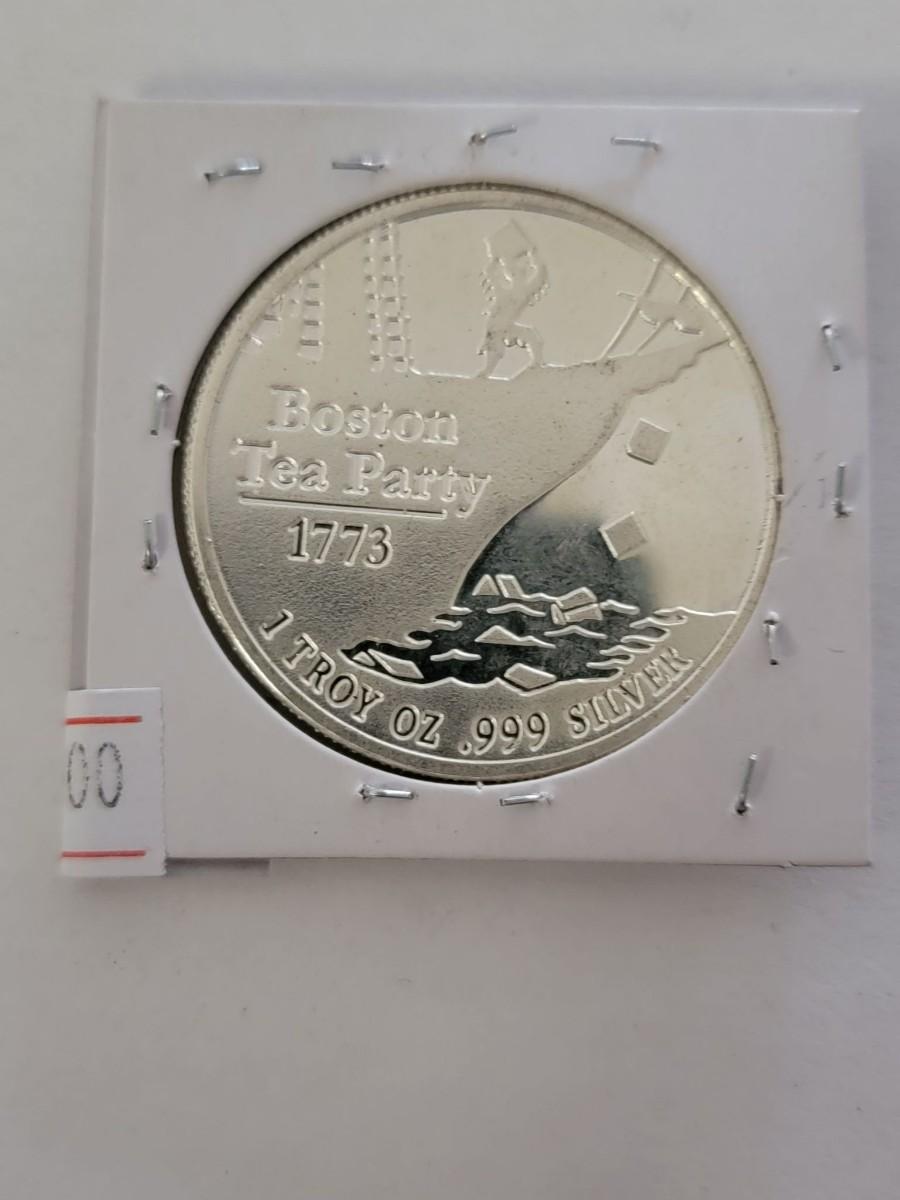 Boston
Tea Party
1773
1 TROY OZ .999 SILVER
00